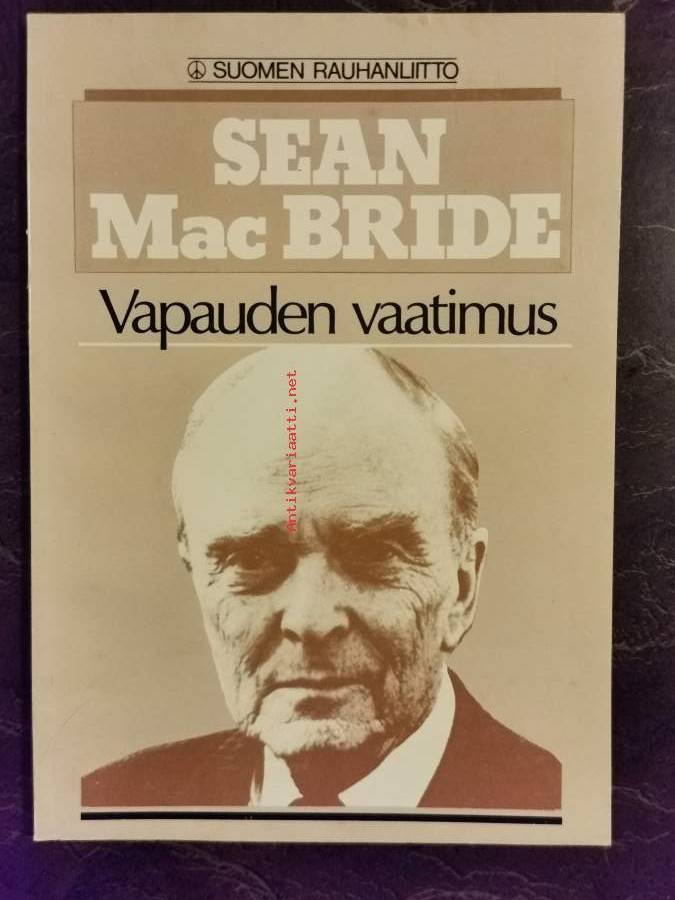 SUOMEN RAUHANLIITTO
SEAN
Mac BRIDE
Vapauden vaatimus
antikvariaatti.net